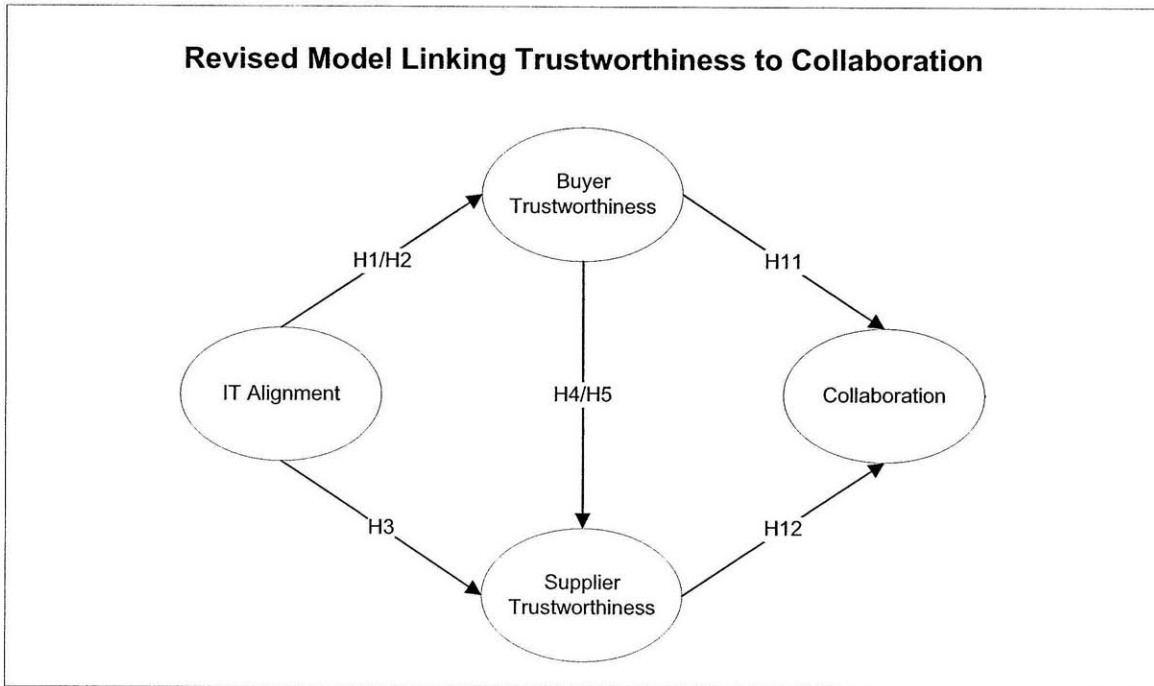 Revised Model Linking Trustworthiness to Collaboration
Buyer
Trustworthiness
H1/H2
H11
IT Alignment
H4/H5
Collaboration
H3
H12
Supplier
Trustworthiness